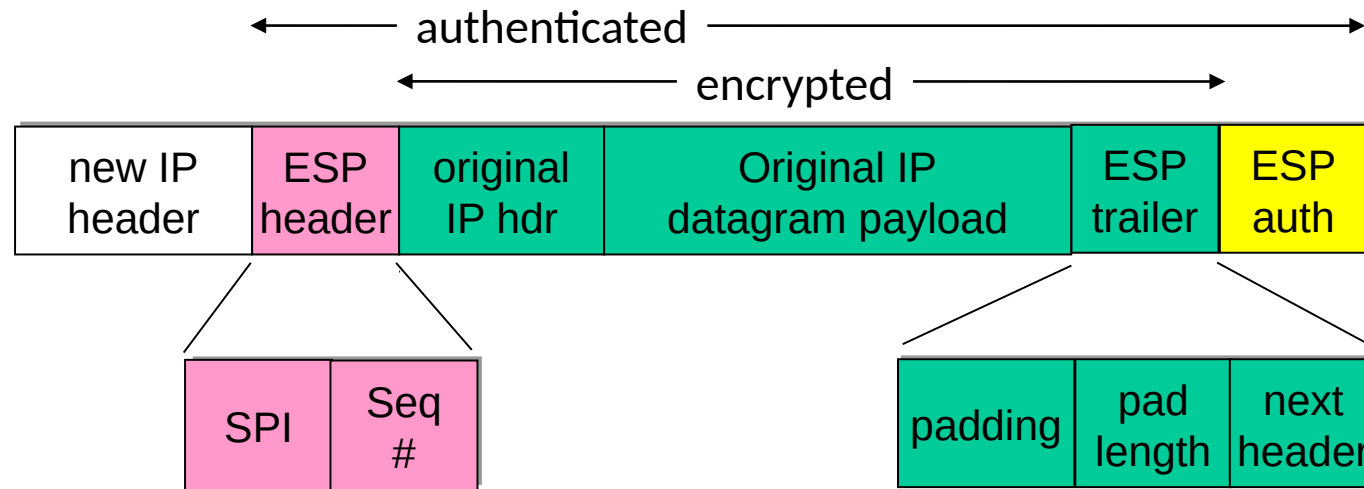 authenticated
encrypted
new IP
header
ESP
header
original
IP hdr
Original IP
datagram payload
ESP
trailer
ESP
auth
SPI
Seq
#
padding
pad
length
next
header